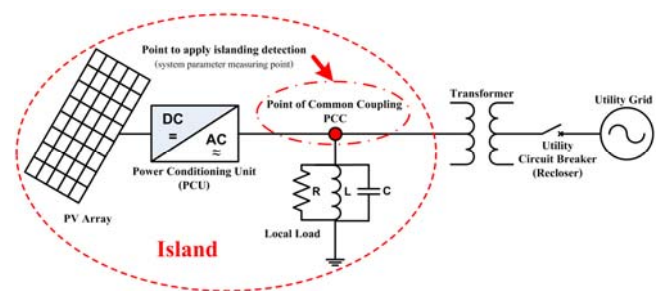 Point to apply islanding detection
(system parameter measuring point)
Point of Common Coupling
PCC
Transformer
Utility Grid
DC
=
AC
≈
Power Conditioning Unit
(PCU)
R
L
C
Utility
Circuit Breaker
(Recloser)
PV Array
Local Load
Island